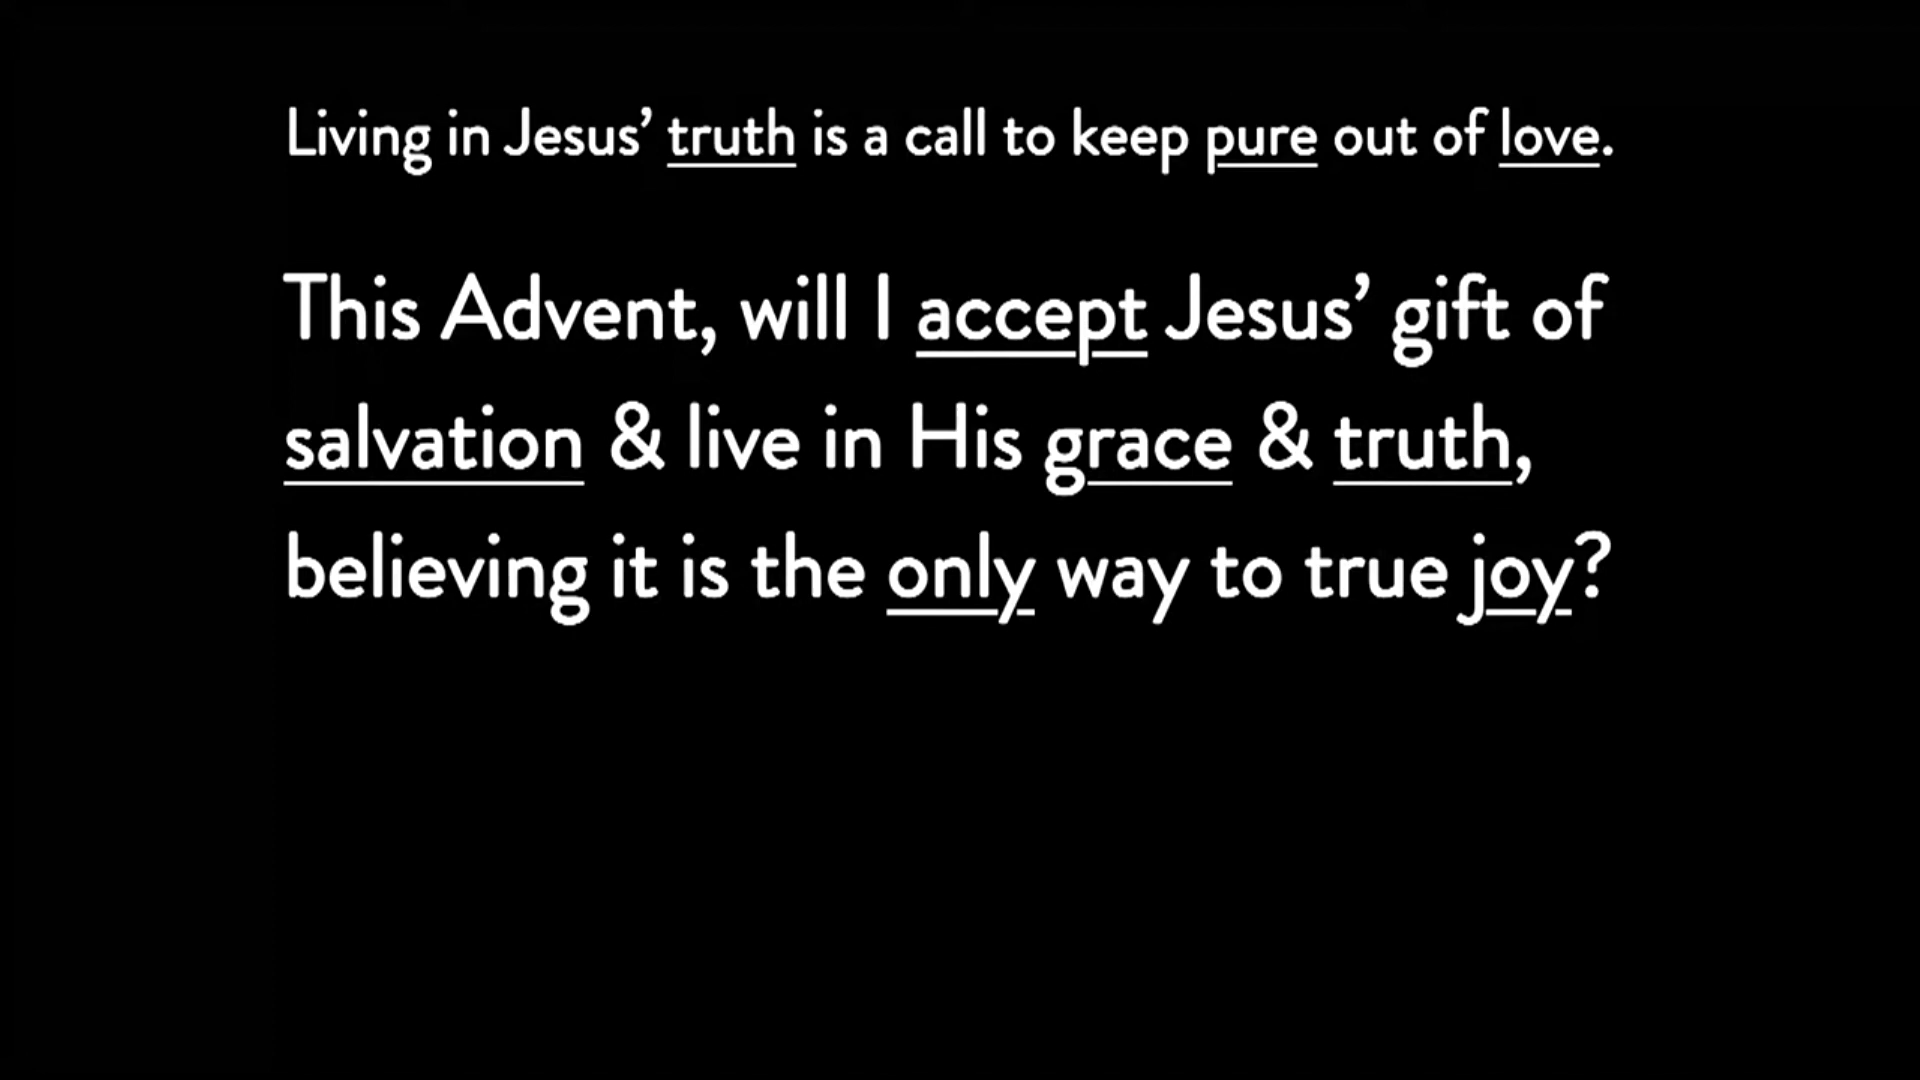 Living in Jesus’ truth is a call to keep pure out of love.
This Advent, will I accept Jesus’ gift of
salvation & live in His grace & truth,
believing it is the only way to true joy?